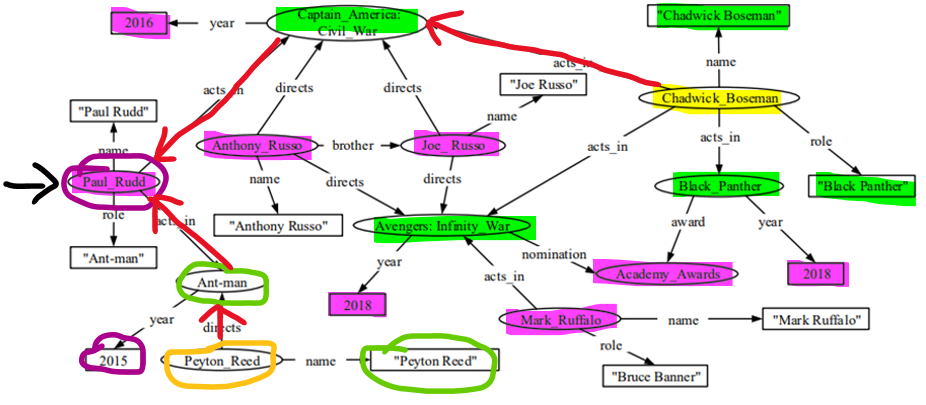 Captain_America:
Civil_War
2016
year
"Chadwick Boseman"
name
acts_in
acts_in
directs
directs
"Joe Russo"
name
Chadwick_Boseman
"Paul Rudd"
name
Anthony_Russo
brother
Joe_Russo
acts_in
acts_in
role
Paul_Rudd
name
directs
directs
Black_Panther
"Black Panther"
role
acts_in
"Anthony Russo"
Avengers: Infinity_War
award
year
"Ant-man"
year
acts_in
nomination
Academy_Awards
2018
Ant-man
2018
year
directs
Mark_Ruffalo
name
"Mark Ruffalo"
2015
Peyton_Reed
name
"Peyton Reed"
role
"Bruce Banner"